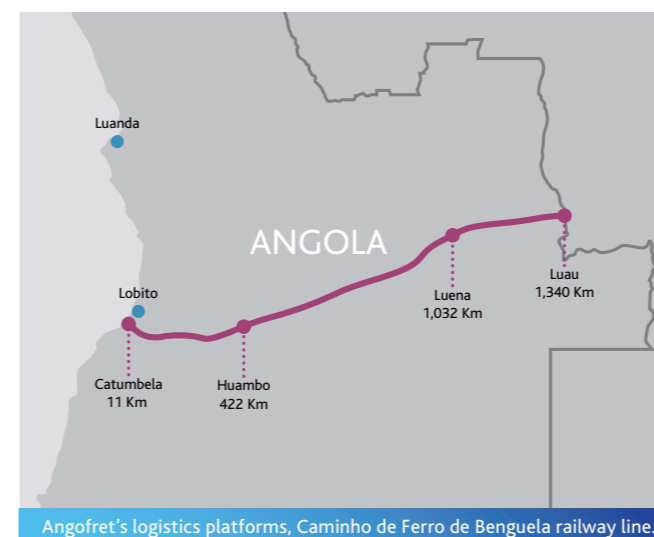 Luanda
ANGOLA
Lobito
Luau
1,340 Km
Luena
1,032 Km
Catumbela
11 Km
Huambo
422 Km
Angofret's logistics platforms, Caminho de Ferro de Benguela railway line.